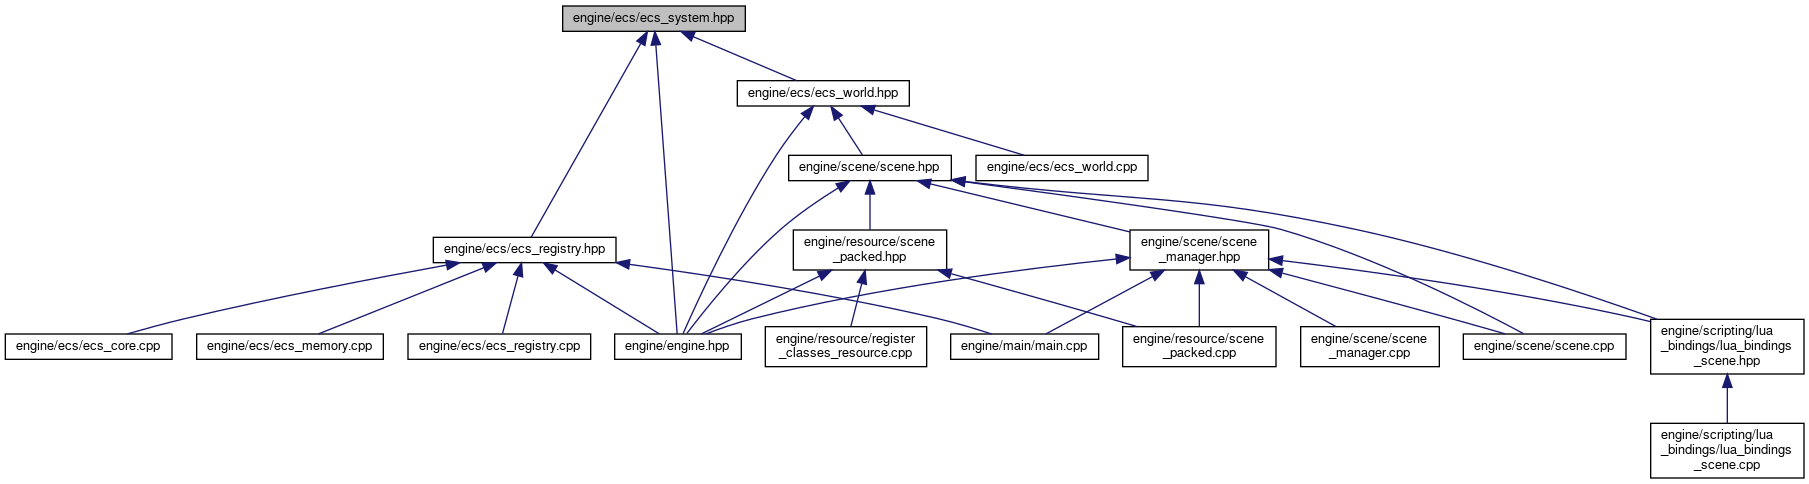 engine/ecs/ecs_system.hpp
engine/ecs/ecs_world.hpp
engine/scene/scene.hpp
engine/ecs/ecs_world.cpp
engine/ecs/ecs_registry.hpp
engine/resource/scene
_packed.hpp
engine/scene/scene
_manager.hpp
engine/ecs/ecs_core.cpp
engine/ecs/ecs_memory.cpp
engine/ecs/ecs_registry.cpp
engine/engine.hpp
engine/resource/register
_classes_resource.cpp
engine/main/main.cpp
engine/resource/scene
_packed.cpp
engine/scene/scene
_manager.cpp
engine/scene/scene.cpp
engine/scripting/lua
_bindings/lua_bindings
_scene.hpp
engine/scripting/lua
_bindings/lua_bindings
_scene.cpp